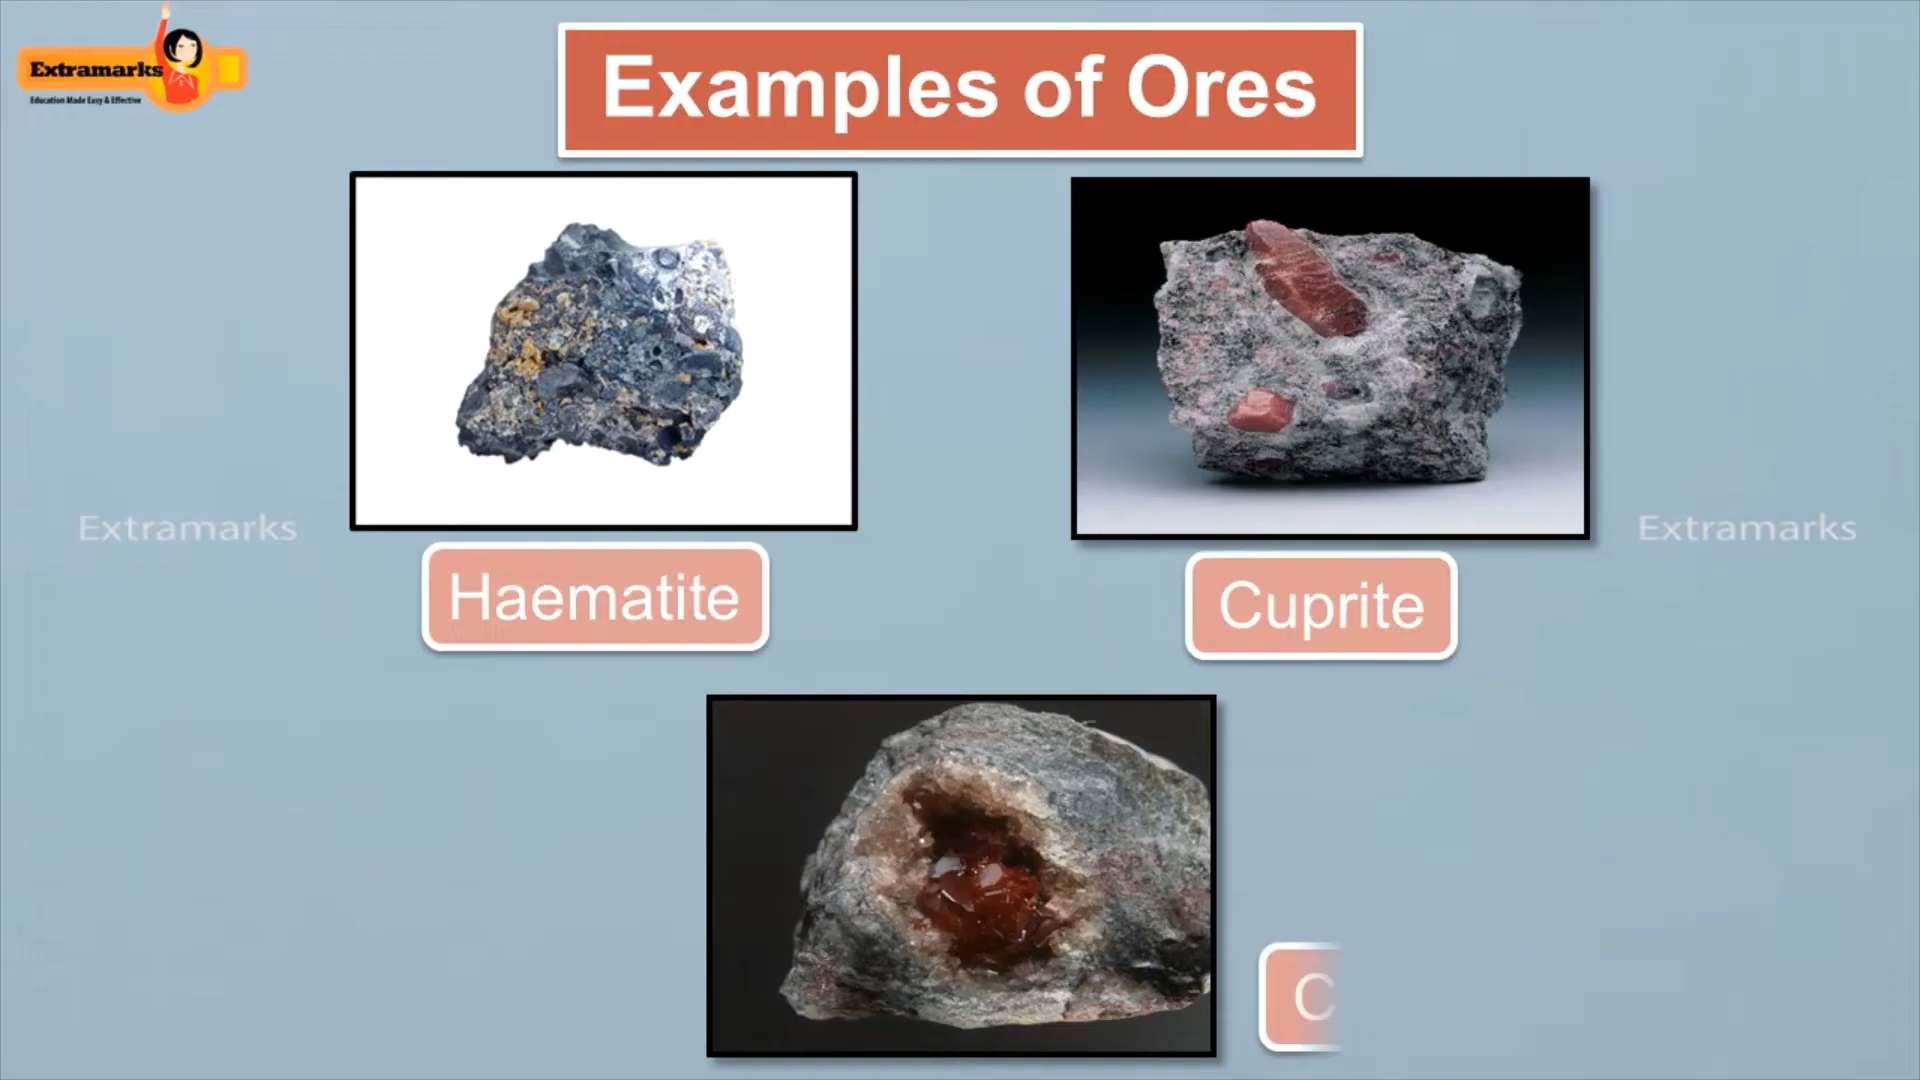 Extramarks
Education Made Easy & Effective
Examples of Ores
Extramarks
Extramarks
Haematite
Cuprite
C